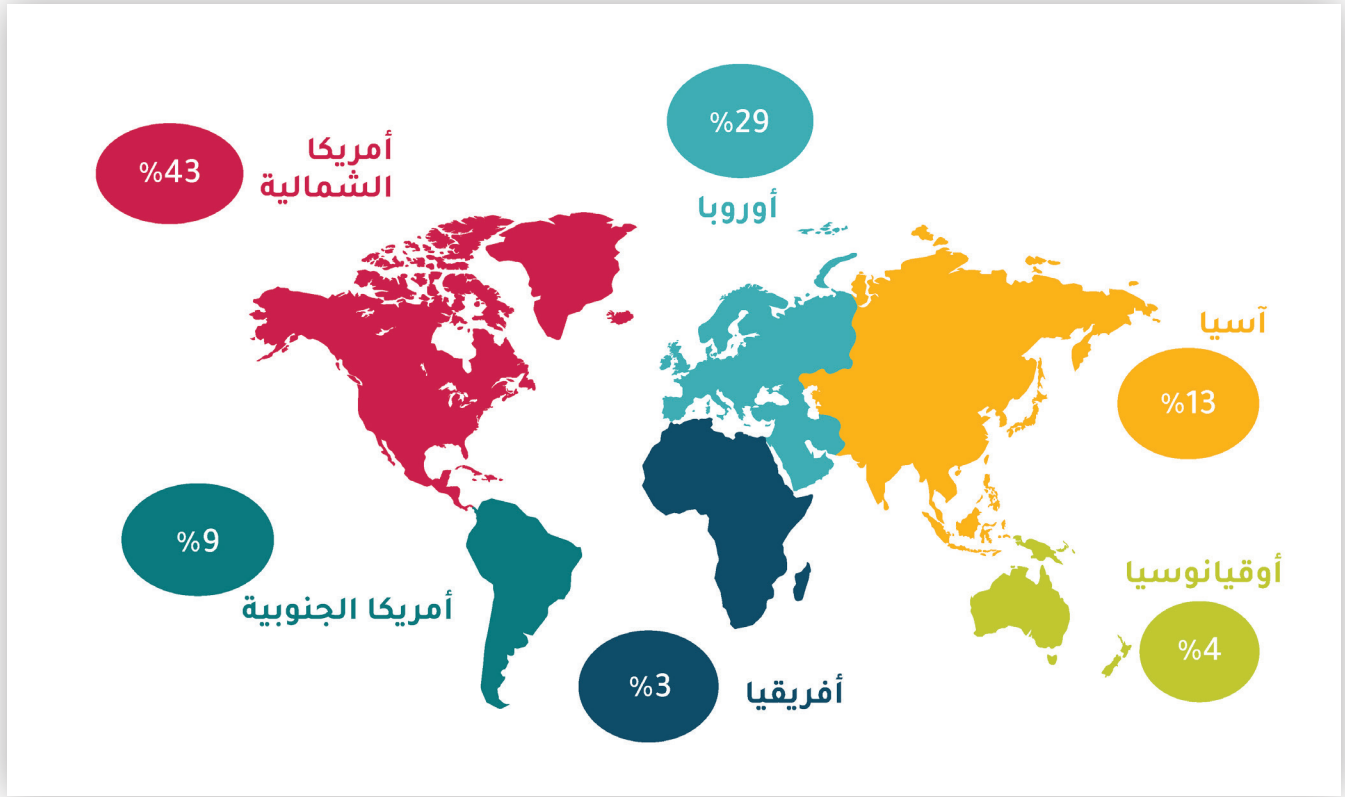 %29
أوروبا
أمريكا
الشمالية
%43
آسيا
%13
%9
أمريكا الجنوبية
أوقيانوسيا
%4
أفريقيا
%3